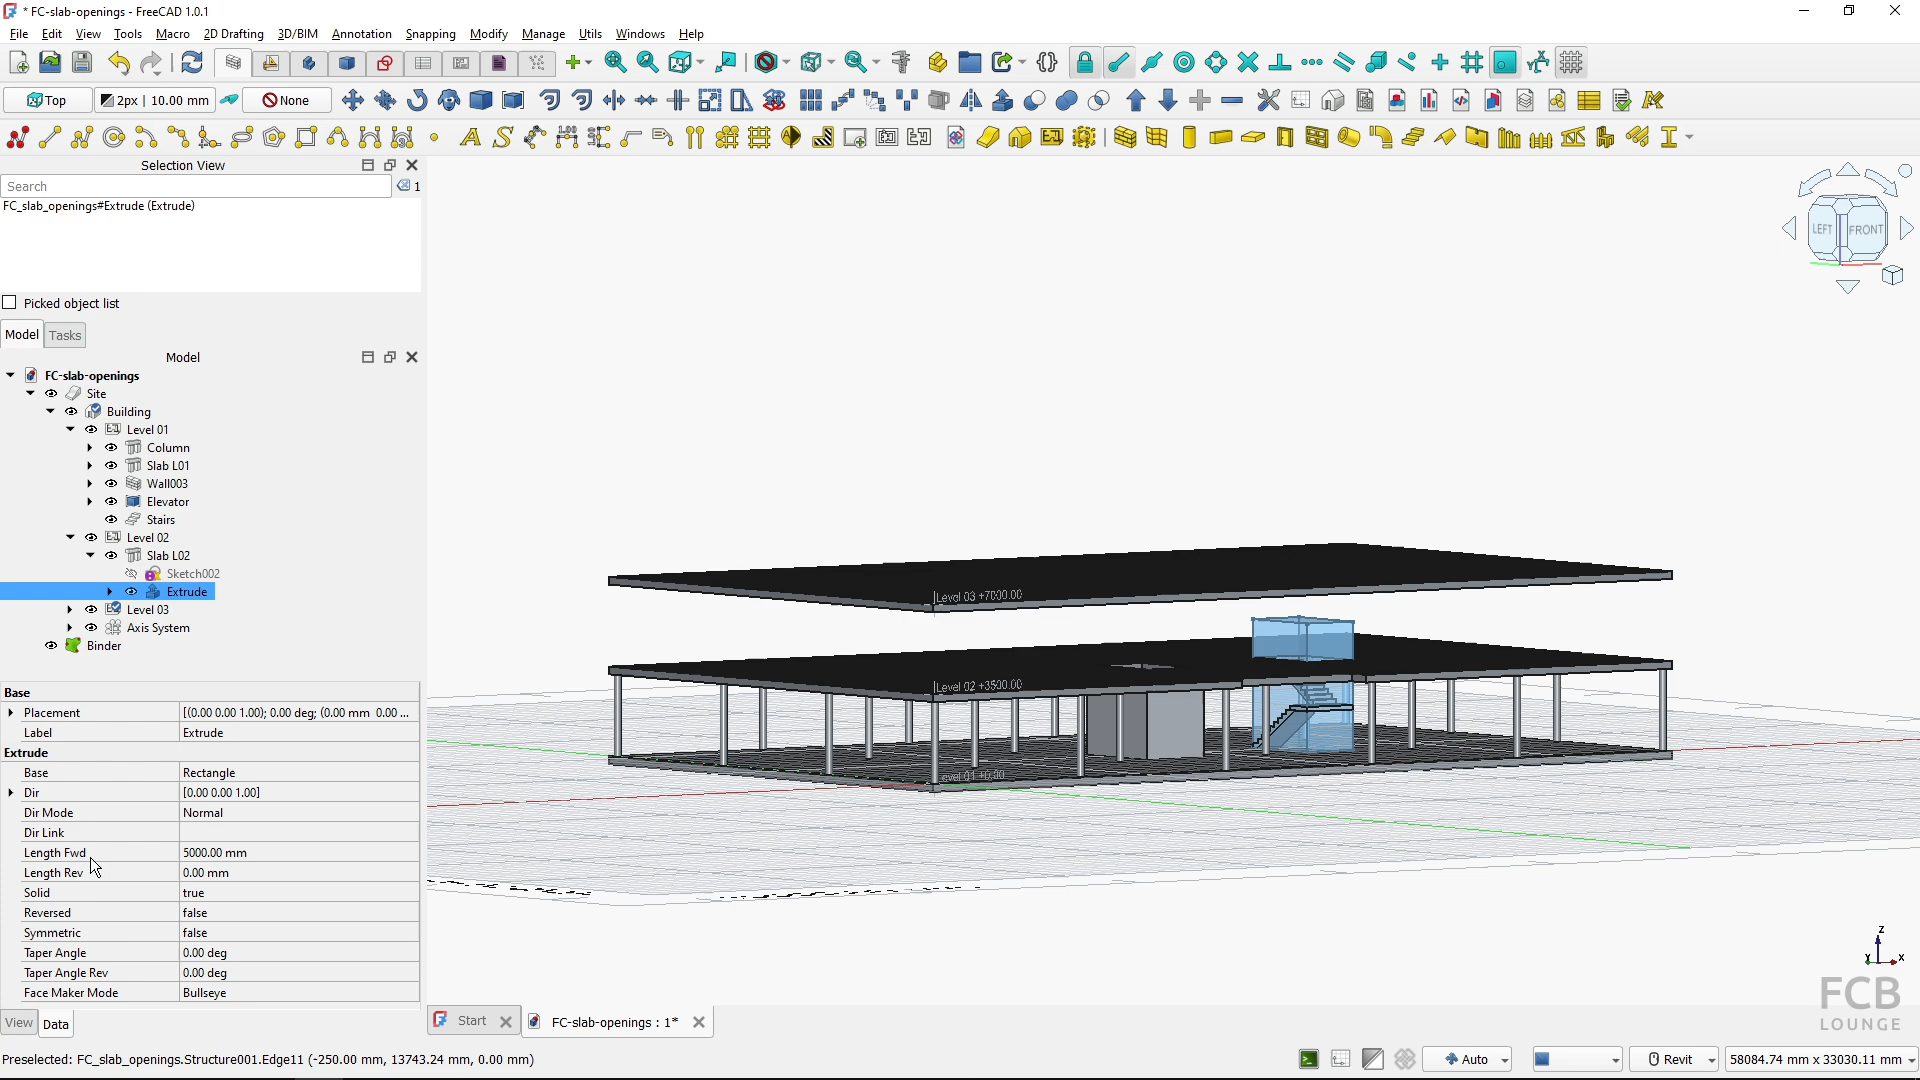 * FC-slab-openings - FreeCAD 1.0.1
File Edit View Tools Macro 2D Drafting 3D/BIM Annotation Snapping Modify Manage Utils Windows Help
Top 2px | 10.00 mm None
Selection View
Search 1
FC_slab_openings#Extrude (Extrude)
Picked object list
Model Tasks
Model
FC-slab-openings
Site
Building
Level 01
Column
Slab L01
Wall003
Elevator
Stairs
Level 02
Slab L02
Sketch002
Extrude
Level 03
Axis System
Binder
Base
Placement [(0.00 0.00 1.00); 0.00 deg; (0.00 mm 0.00 ...
Label Extrude
Extrude
Base Rectangle
Dir [0.00 0.00 1.00]
Dir Mode Normal
Dir Link
Length Fwd 5000.00 mm
Length Rev 0.00 mm
Solid true
Reversed false
Symmetric false
Taper Angle 0.00 deg
Taper Angle Rev 0.00 deg
Face Maker Mode Bullseye
View Data
LEFT FRONT
Level 03 +7000.00
Level 02 +3500.00
Level 01 +0.00
Z
Y X
FCB
LOUNGE
Start FC-slab-openings : 1*
Preselected: FC_slab_openings.Structure001.Edge11 (-250.00 mm, 13743.24 mm, 0.00 mm)
Auto Revit 58084.74 mm x 33030.11 mm